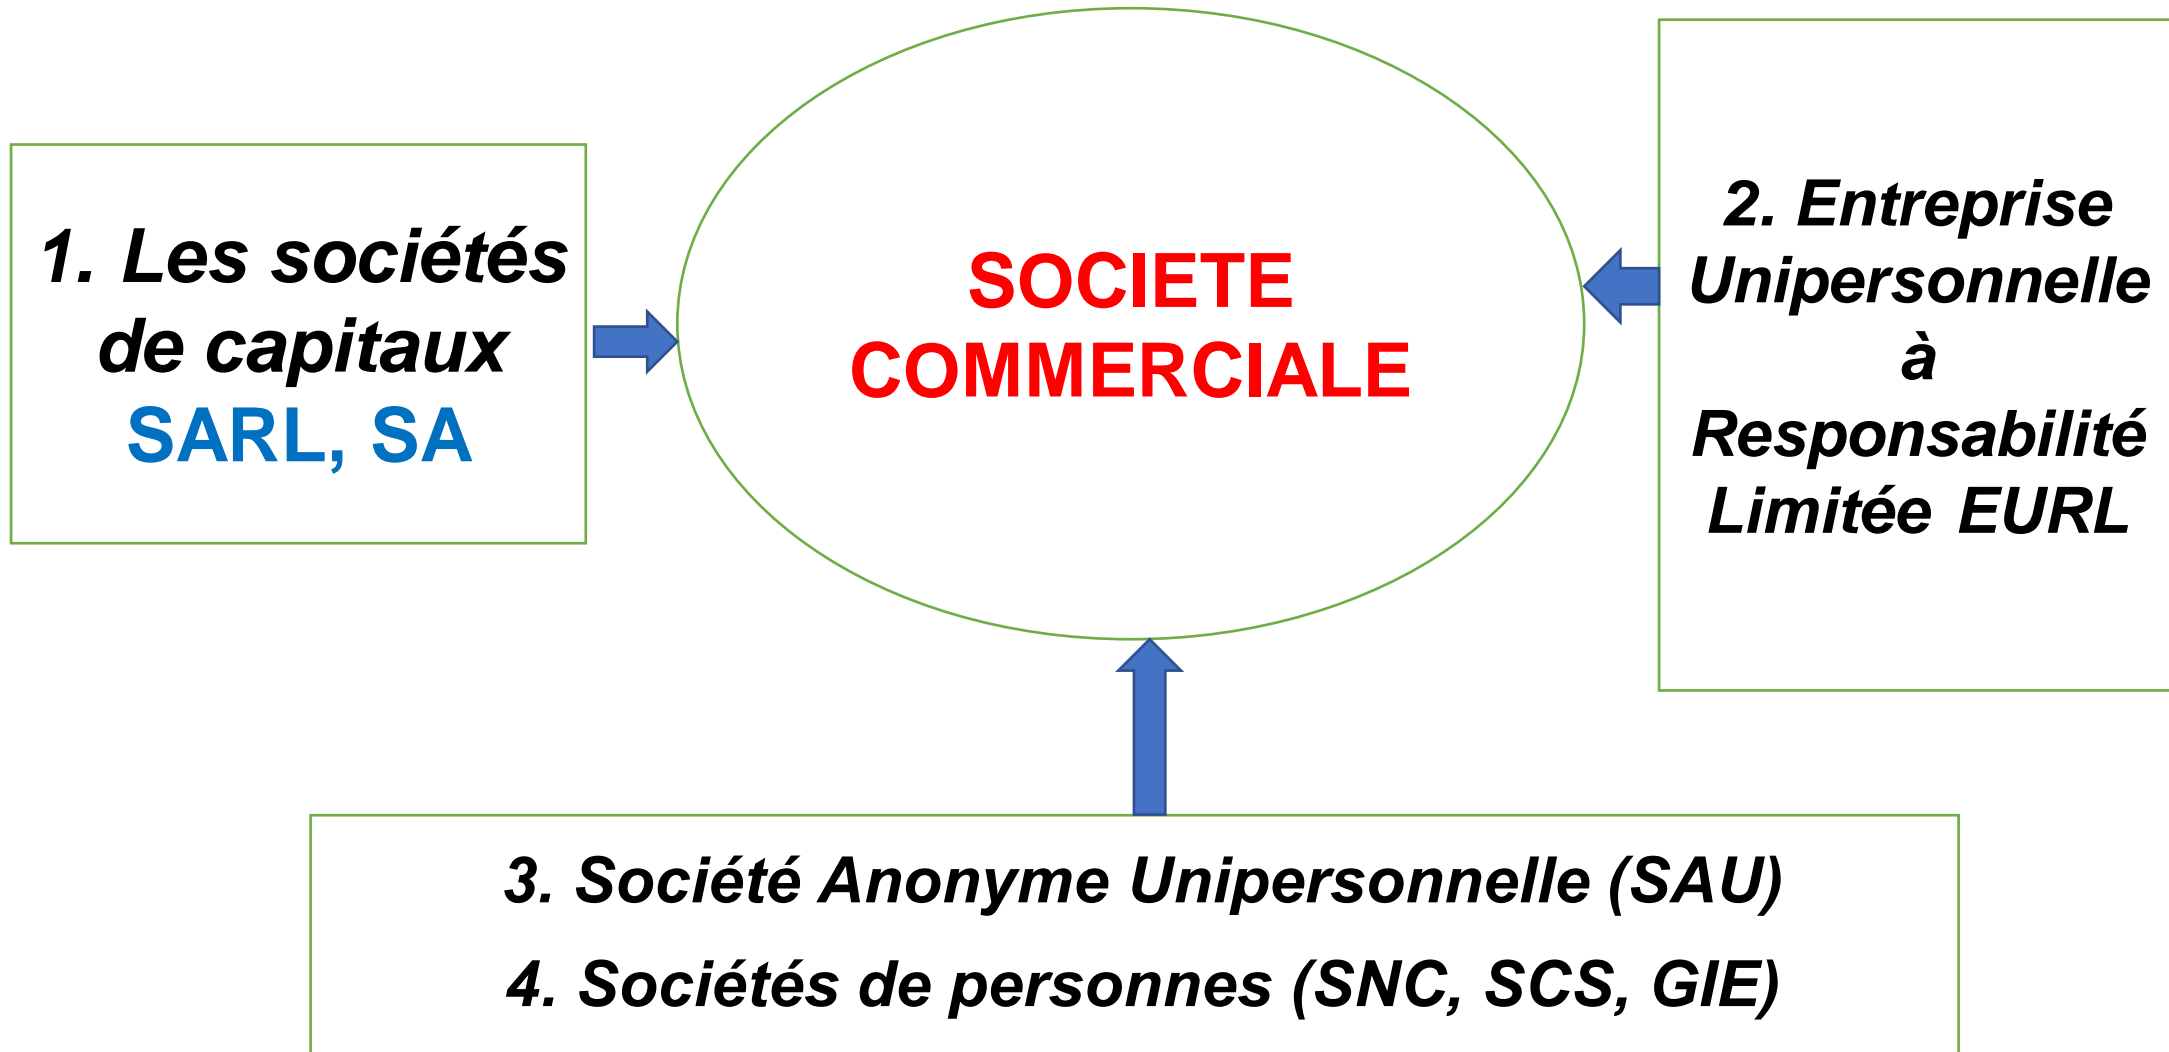 1. Les sociétés
de capitaux
SARL, SA
SOCIETE
COMMERCIALE
2. Entreprise
Unipersonnelle
à
Responsabilité
Limitée EURL
3. Société Anonyme Unipersonnelle (SAU)
4. Sociétés de personnes (SNC, SCS, GIE)